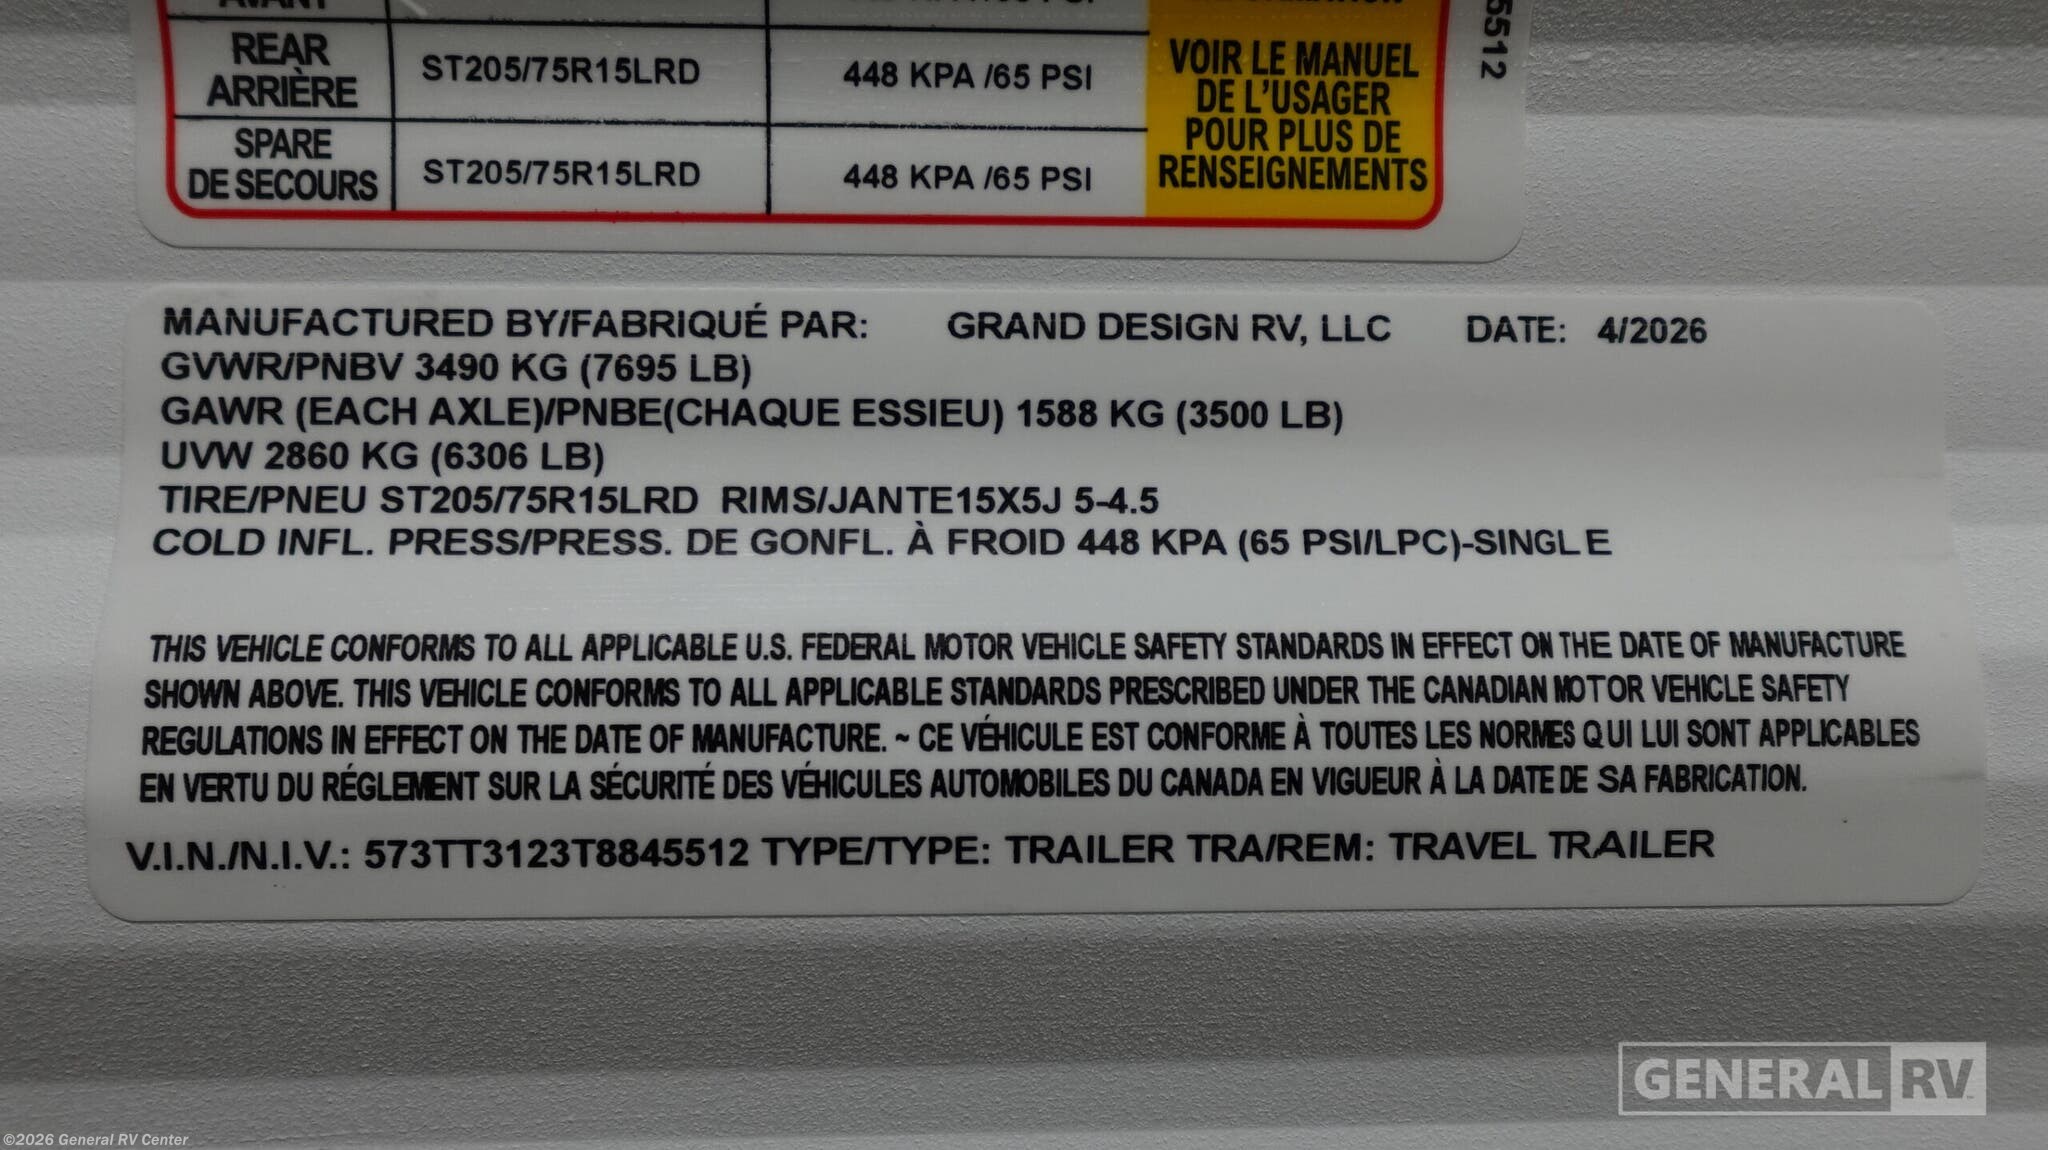 AVANT
REAR
ARRIÈRE
ST205/75R15LRD
448 KPA /65 PSI
SPARE
DE SECOURS
ST205/75R15LRD
448 KPA /65 PSI
VOIR LE MANUEL
DE L'USAGER
POUR PLUS DE
RENSEIGNEMENTS
5512
MANUFACTURED BY/FABRIQUÉ PAR: GRAND DESIGN RV, LLC DATE: 4/2026
GVWR/PNBV 3490 KG (7695 LB)
GAWR (EACH AXLE)/PNBE(CHAQUE ESSIEU) 1588 KG (3500 LB)
UVW 2860 KG (6306 LB)
TIRE/PNEU ST205/75R15LRD RIMS/JANTE15X5J 5-4.5
COLD INFL. PRESS/PRESS. DE GONFL. À FROID 448 KPA (65 PSI/LPC)-SINGLE
THIS VEHICLE CONFORMS TO ALL APPLICABLE U.S. FEDERAL MOTOR VEHICLE SAFETY STANDARDS IN EFFECT ON THE DATE OF MANUFACTURE
SHOWN ABOVE. THIS VEHICLE CONFORMS TO ALL APPLICABLE STANDARDS PRESCRIBED UNDER THE CANADIAN MOTOR VEHICLE SAFETY
REGULATIONS IN EFFECT ON THE DATE OF MANUFACTURE. ~ CE VÉHICULE EST CONFORME À TOUTES LES NORMES QUI LUI SONT APPLICABLES
EN VERTU DU RÉGLEMENT SUR LA SÉCURITÉ DES VÉHICULES AUTOMOBILES DU CANADA EN VIGUEUR À LA DATE DE SA FABRICATION.
V.I.N./N.I.V.: 573TT3123T8845512 TYPE/TYPE: TRAILER TRA/REM: TRAVEL TRAILER
GENERAL RV
©2026 General RV Center